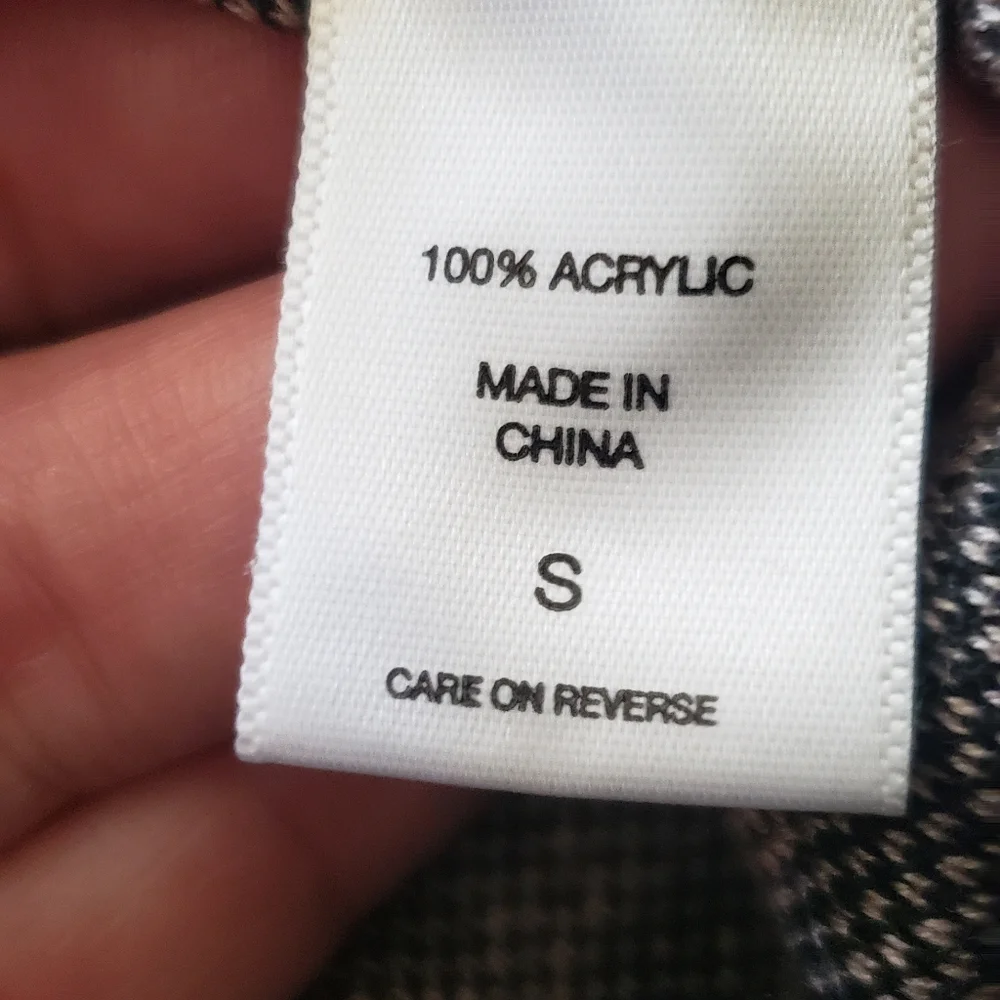 100% ACRYLIC
MADE IN
CHINA
S
CARE ON REVERSE